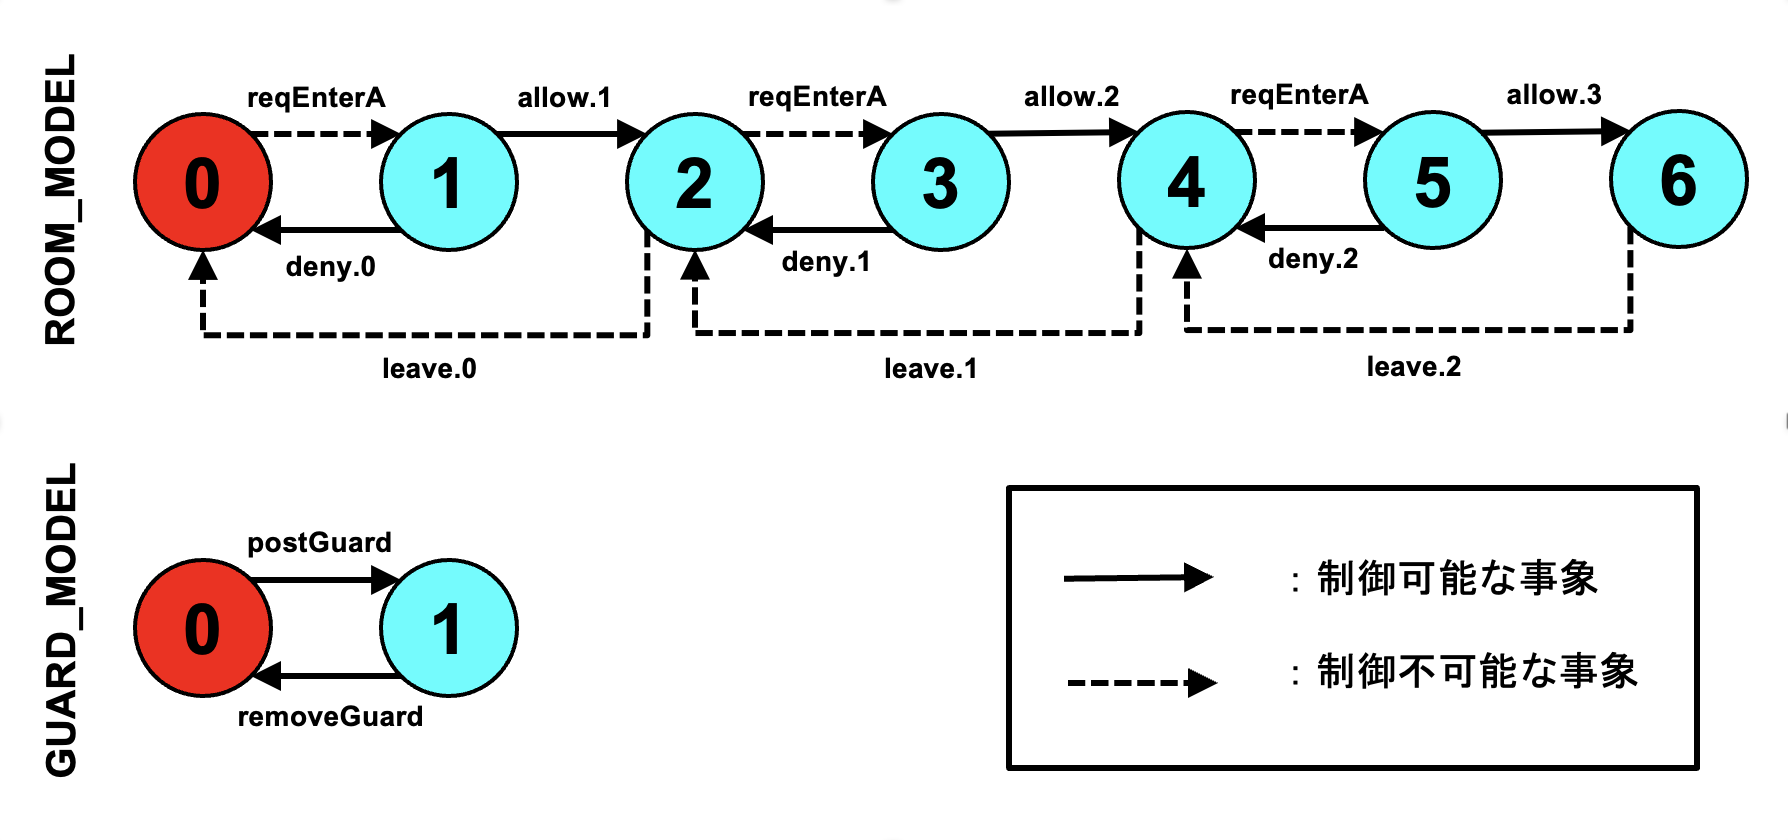 ROOM_MODEL
reqEnterA
allow.1
reqEnterA
allow.2
reqEnterA
allow.3
0
1
2
3
4
5
6
deny.0
deny.1
deny.2
leave.0
leave.1
leave.2
GUARD_MODEL
postGuard
0
1
removeGuard
：制御可能な事象
：制御不可能な事象